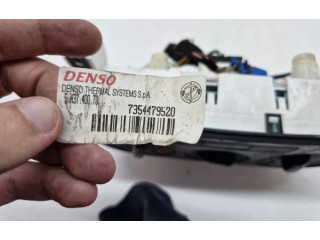 DENSO
DENSO THERMAL SYSTEMS S.p.A.
7354479520